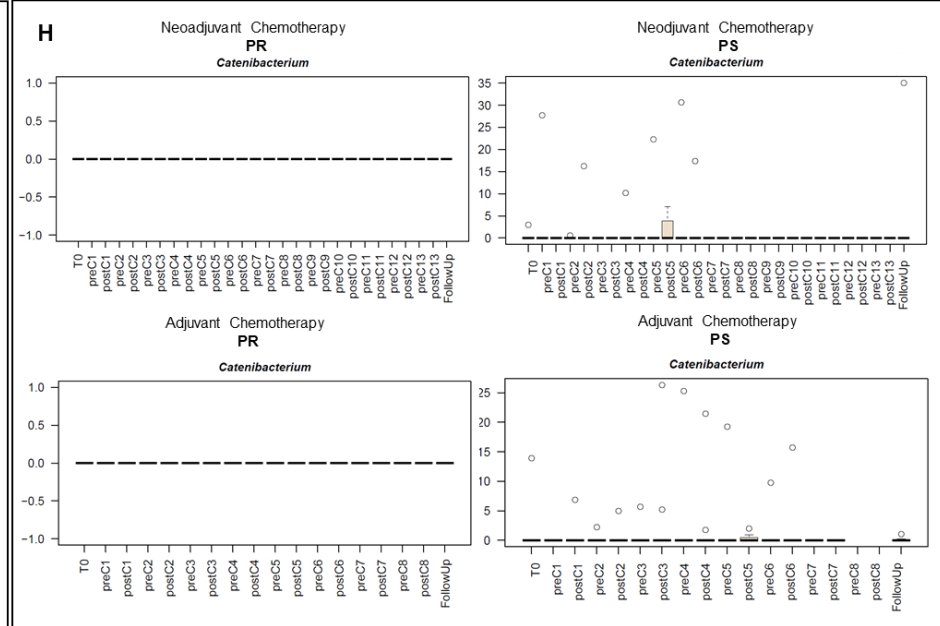 H
Neoadjuvant Chemotherapy
PR
Catenibacterium
1.0
0.5
0.0
−0.5
−1.0
T0 preC1 postC1 preC2 postC2 preC3 postC3 preC4 postC4 preC5 postC5 preC6 postC6 preC7 postC7 preC8 postC8 preC9 postC9 preC10 postC10 preC11 postC11 preC12 postC12 preC13 postC13 FollowUp
Neodjuvant Chemotherapy
PS
Catenibacterium
35
30
25
20
15
10
5
0
T0 preC1 postC1 preC2 postC2 preC3 postC3 preC4 postC4 preC5 postC5 preC6 postC6 preC7 postC7 preC8 postC8 preC9 postC9 preC10 postC10 preC11 postC11 preC12 postC12 preC13 postC13 FollowUp
Adjuvant Chemotherapy
PR
Catenibacterium
1.0
0.5
0.0
−0.5
−1.0
T0 preC1 postC1 preC2 postC2 preC3 postC3 preC4 postC4 preC5 postC5 preC6 postC6 preC7 postC7 preC8 postC8 FollowUp
Adjuvant Chemotherapy
PS
Catenibacterium
25
20
15
10
5
0
T0 preC1 postC1 preC2 postC2 preC3 postC3 preC4 postC4 preC5 postC5 preC6 postC6 preC7 postC7 preC8 postC8 FollowUp